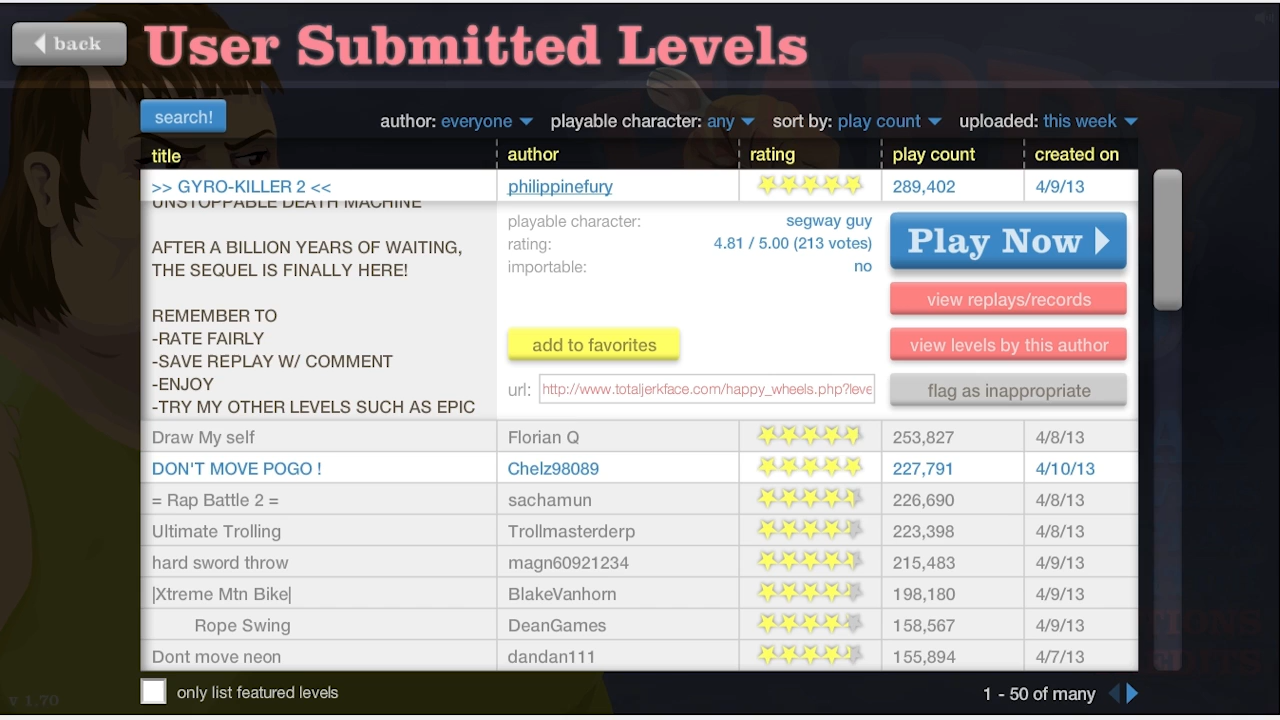 back
User Submitted Levels
search!
author: everyone playable character: any sort by: play count uploaded: this week
title author rating play count created on
>> GYRO-KILLER 2 << philippinefury 289,402 4/9/13
UNSTOPPABLE DEATH MACHINE
AFTER A BILLION YEARS OF WAITING,
THE SEQUEL IS FINALLY HERE!
REMEMBER TO
-RATE FAIRLY
-SAVE REPLAY W/ COMMENT
-ENJOY
-TRY MY OTHER LEVELS SUCH AS EPIC
playable character: segway guy
rating: 4.81 / 5.00 (213 votes)
importable: no
add to favorites
url: http://www.totaljerkface.com/happy_wheels.php?leve
Play Now
view replays/records
view levels by this author
flag as inappropriate
Draw My self Florian Q 253,827 4/8/13
DON'T MOVE POGO ! Chelz98089 227,791 4/10/13
= Rap Battle 2 = sachamun 226,690 4/8/13
Ultimate Trolling Trollmasterderp 223,398 4/8/13
hard sword throw magn60921234 215,483 4/9/13
|Xtreme Mtn Bike| BlakeVanhorn 198,180 4/9/13
Rope Swing DeanGames 158,567 4/9/13
Dont move neon dandan111 155,894 4/7/13
v 1.70
only list featured levels
1 - 50 of many